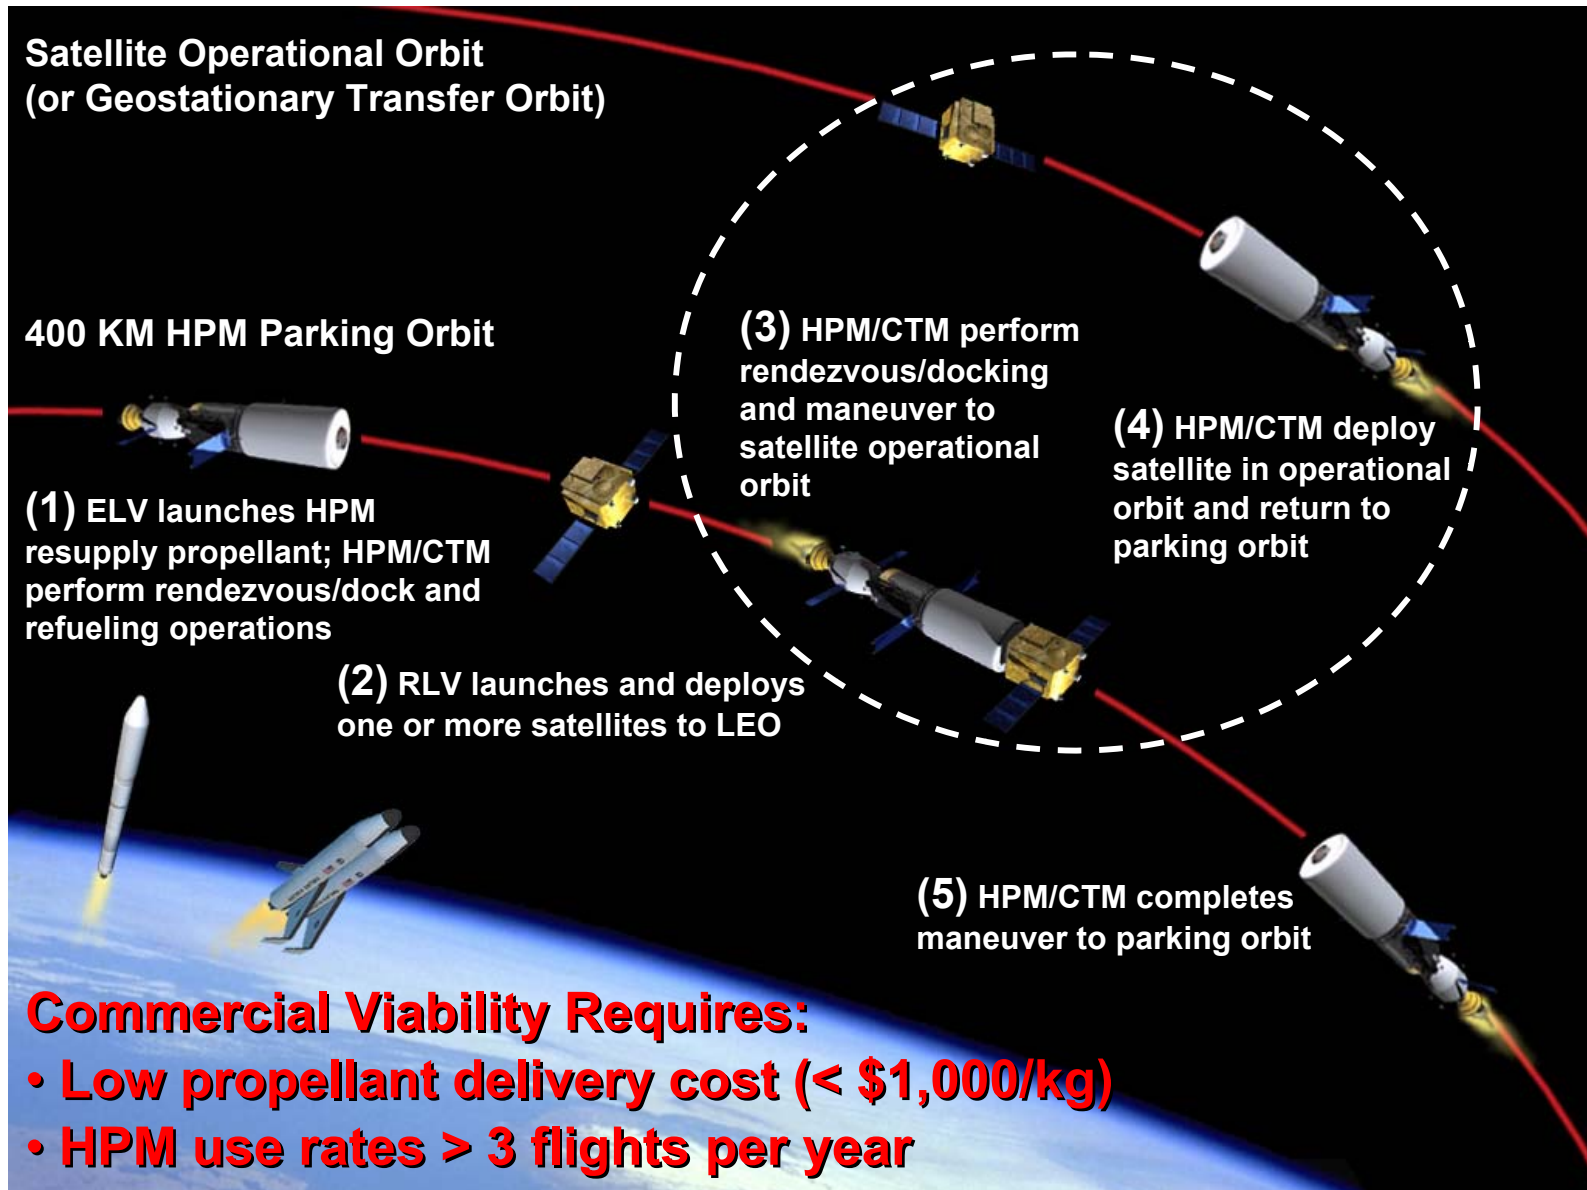 Satellite Operational Orbit
(or Geostationary Transfer Orbit)
400 KM HPM Parking Orbit
(1) ELV launches HPM
resupply propellant; HPM/CTM
perform rendezvous/dock and
refueling operations
(2) RLV launches and deploys
one or more satellites to LEO
(3) HPM/CTM perform
rendezvous/docking
and maneuver to
satellite operational
orbit
(4) HPM/CTM deploy
satellite in operational
orbit and return to
parking orbit
(5) HPM/CTM completes
maneuver to parking orbit
Commercial Viability Requires:
• Low propellant delivery cost (< $1,000/kg)
• HPM use rates > 3 flights per year